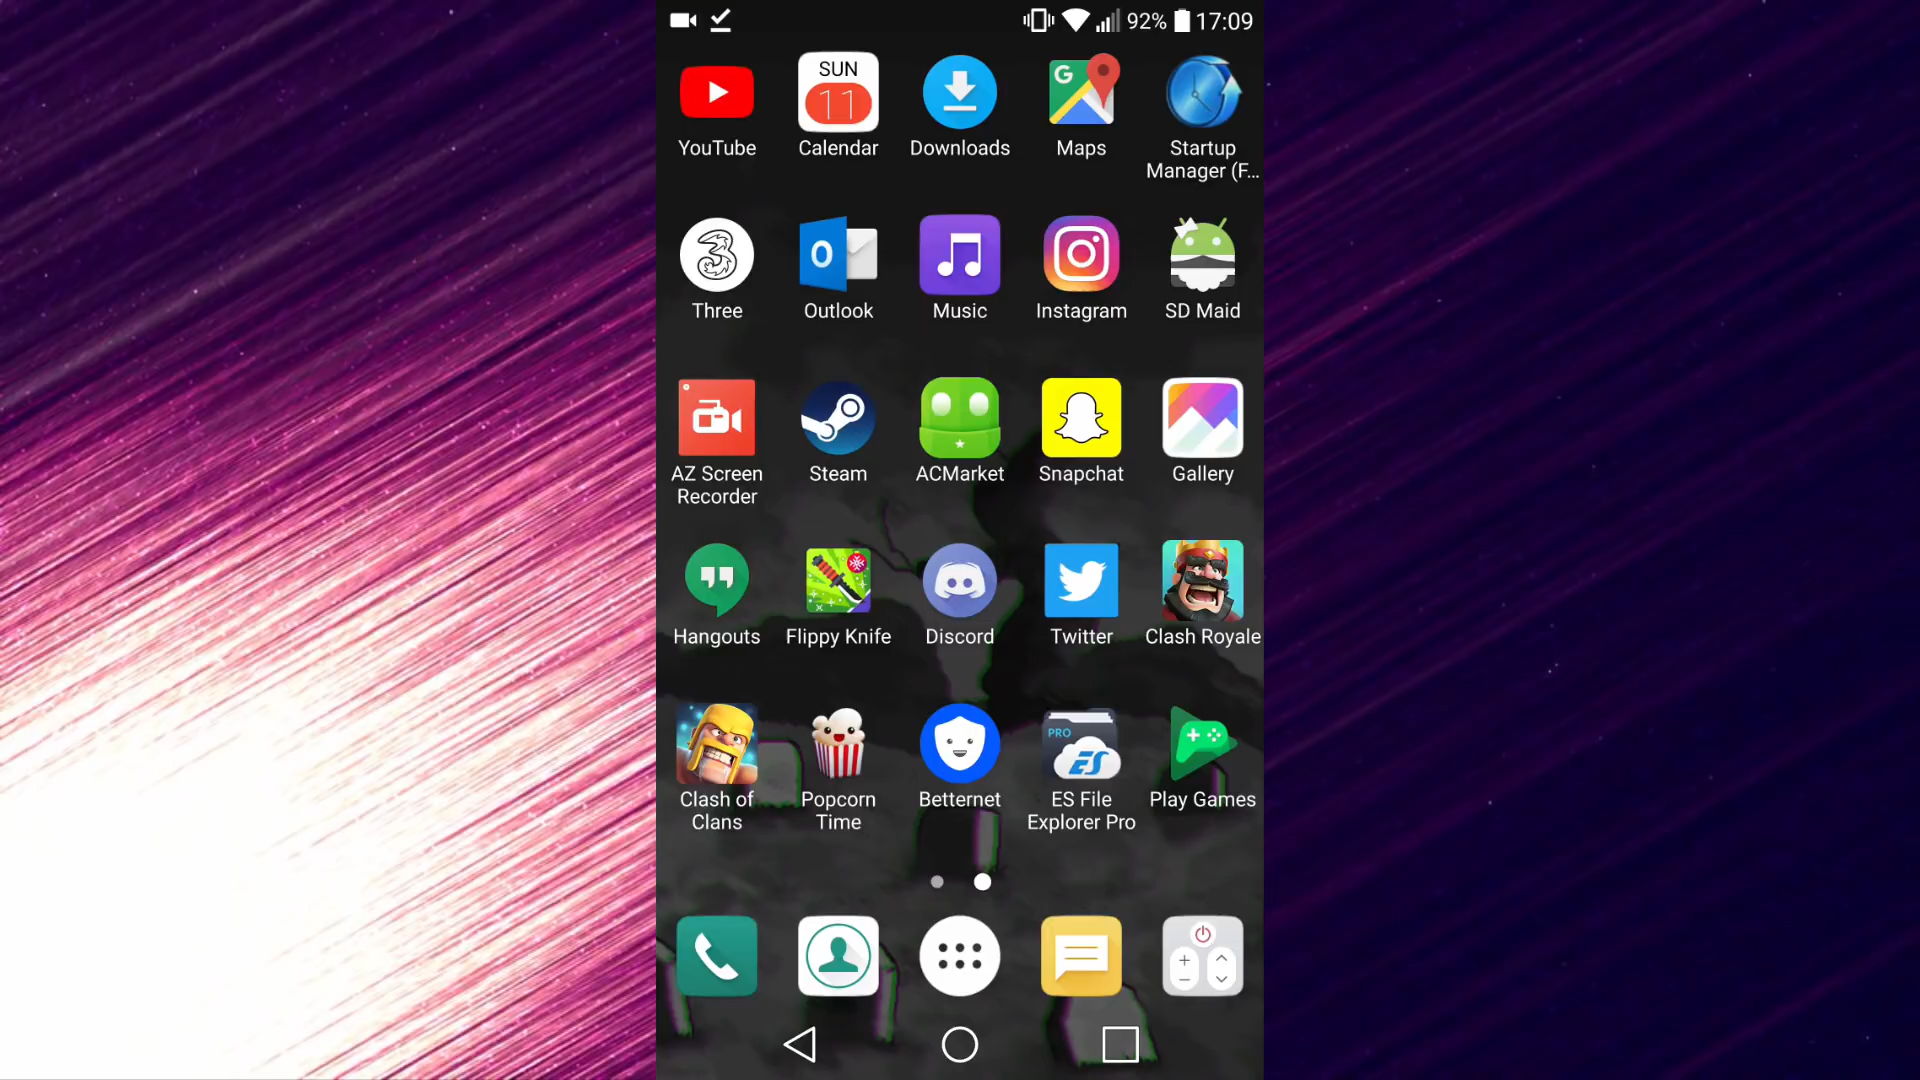 92% 17:09
SUN
11
G
YouTube Calendar Downloads Maps Startup
Manager (F...
3
O
Three Outlook Music Instagram SD Maid
AZ Screen Steam ACMarket Snapchat Gallery
Recorder
Hangouts Flippy Knife Discord Twitter Clash Royale
PRO
ES
Clash of Popcorn Betternet ES File Play Games
Clans Time Explorer Pro